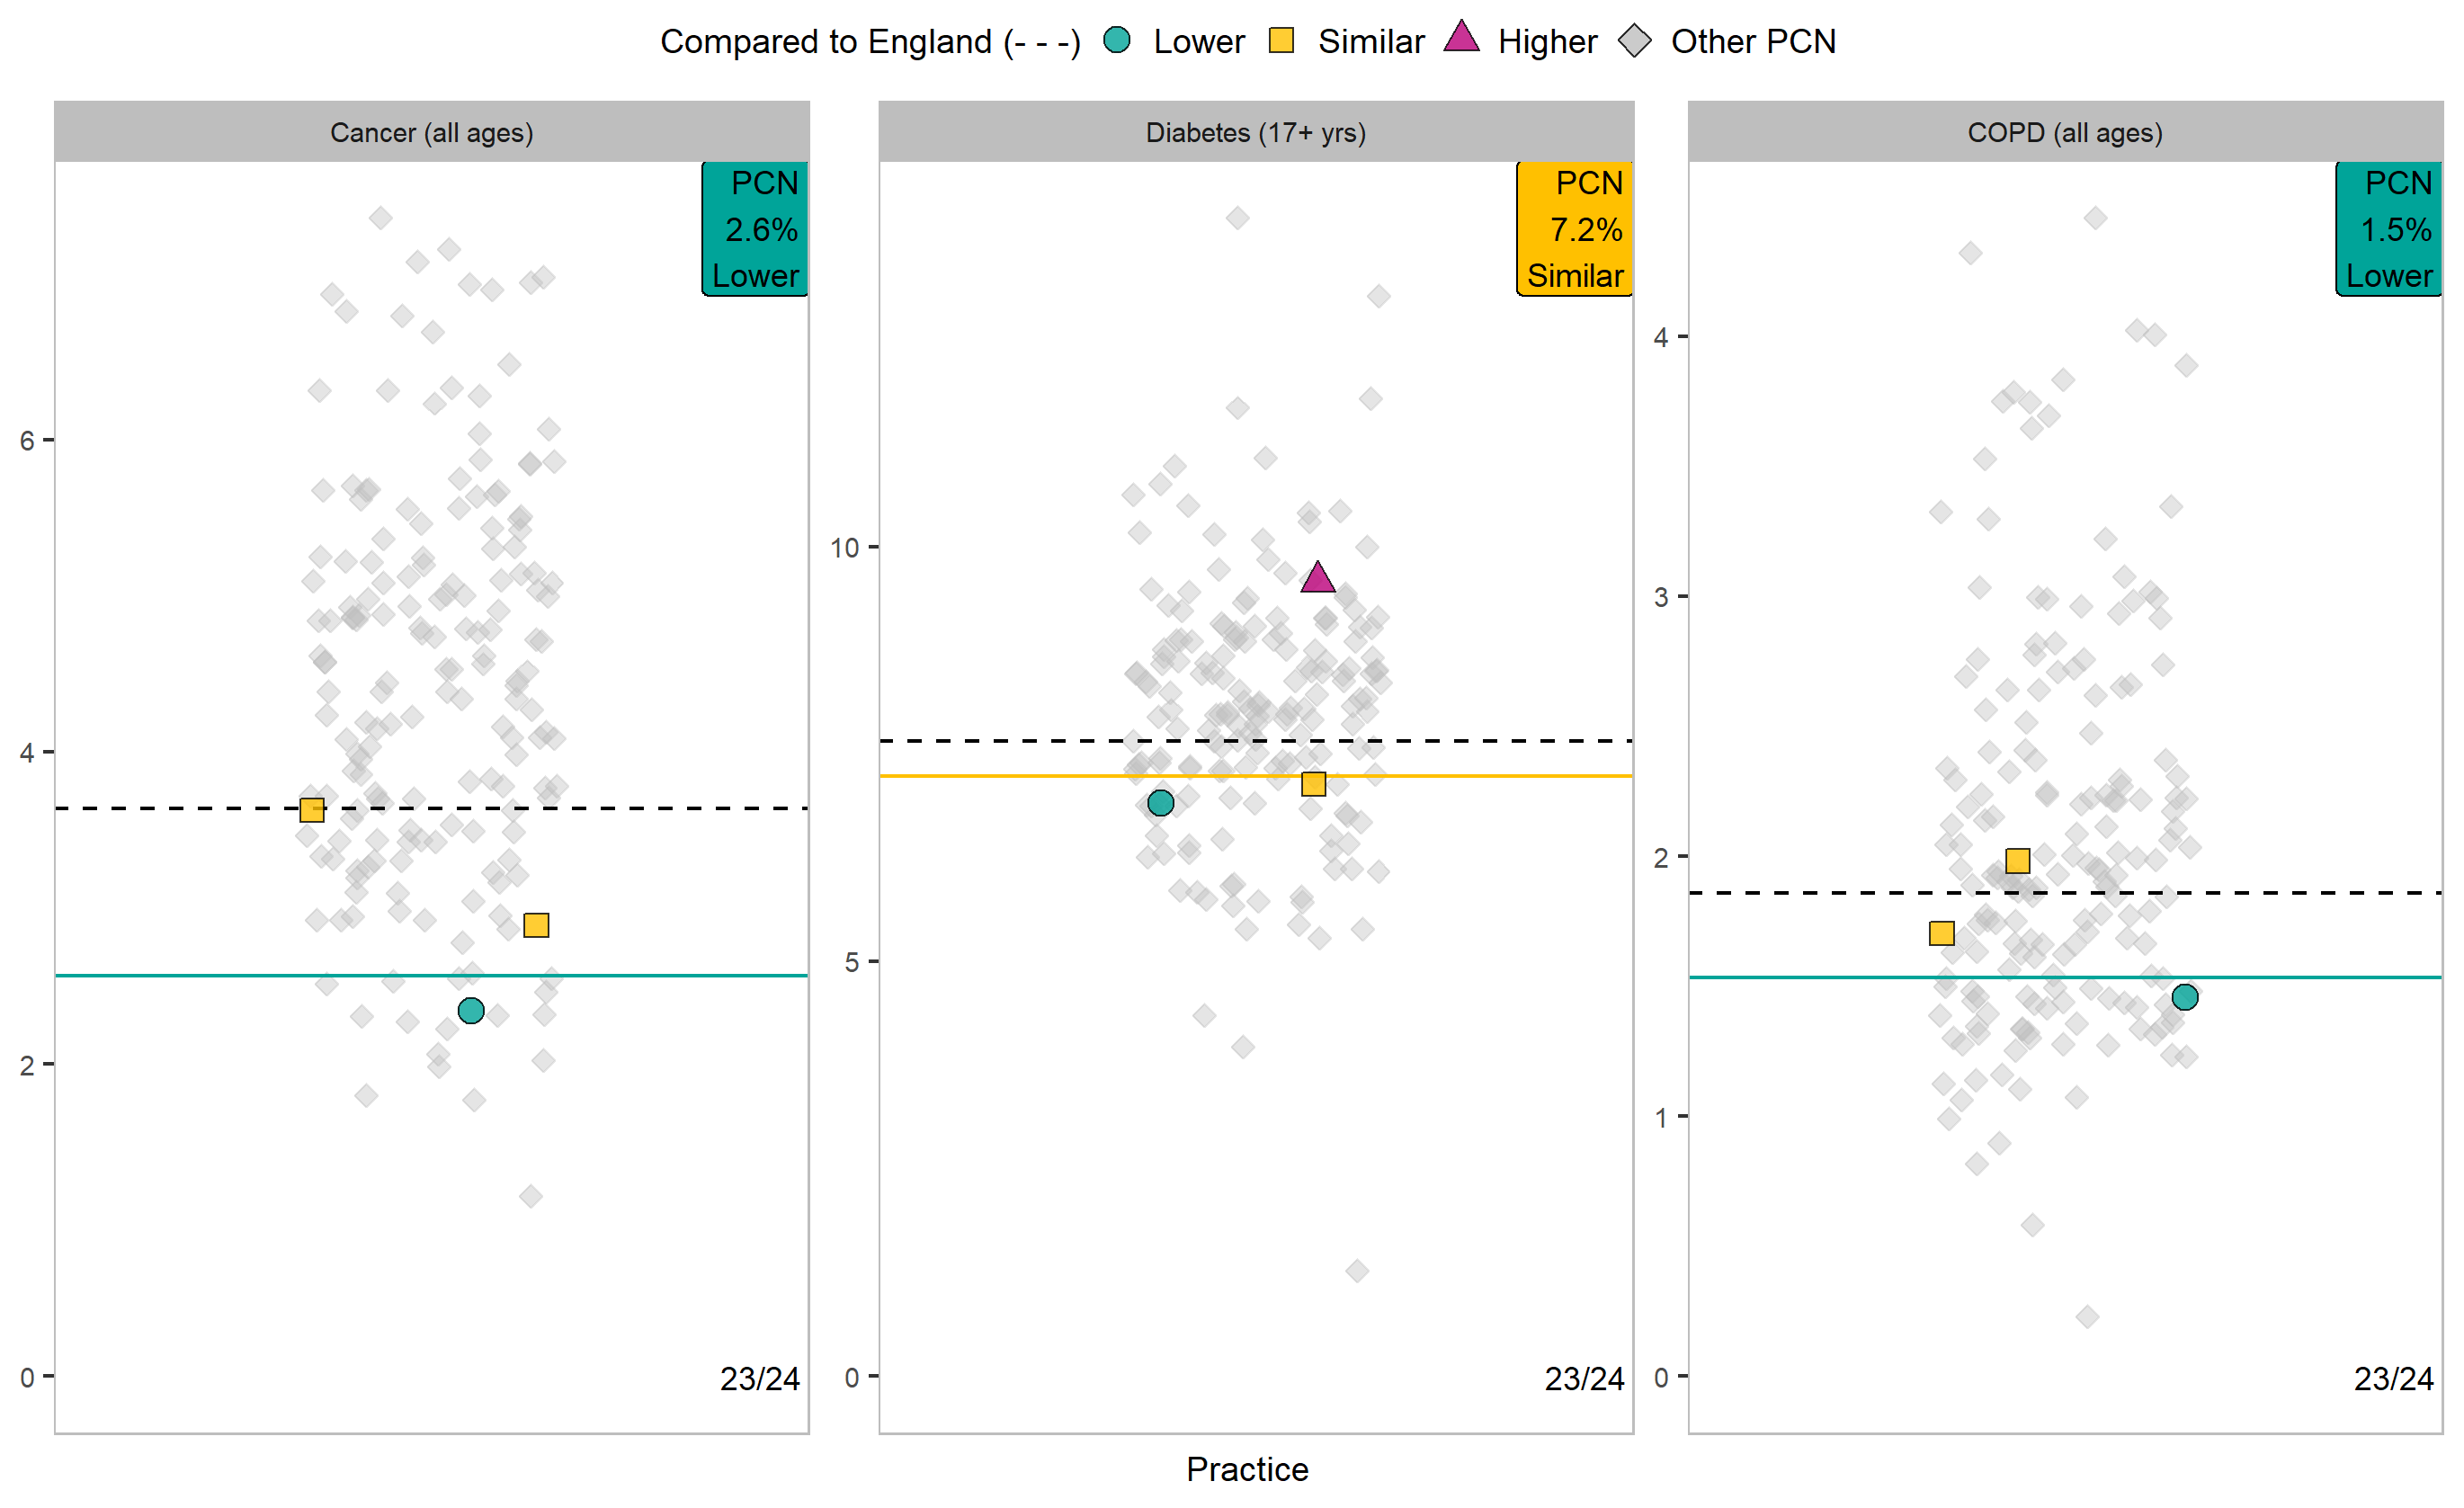 Compared to England (- - -) Lower Similar Higher Other PCN
Cancer (all ages)
PCN
2.6%
Lower
6
4
2
0
23/24
Diabetes (17+ yrs)
PCN
7.2%
Similar
10
5
0
23/24
COPD (all ages)
PCN
1.5%
Lower
4
3
2
1
0
23/24
Practice